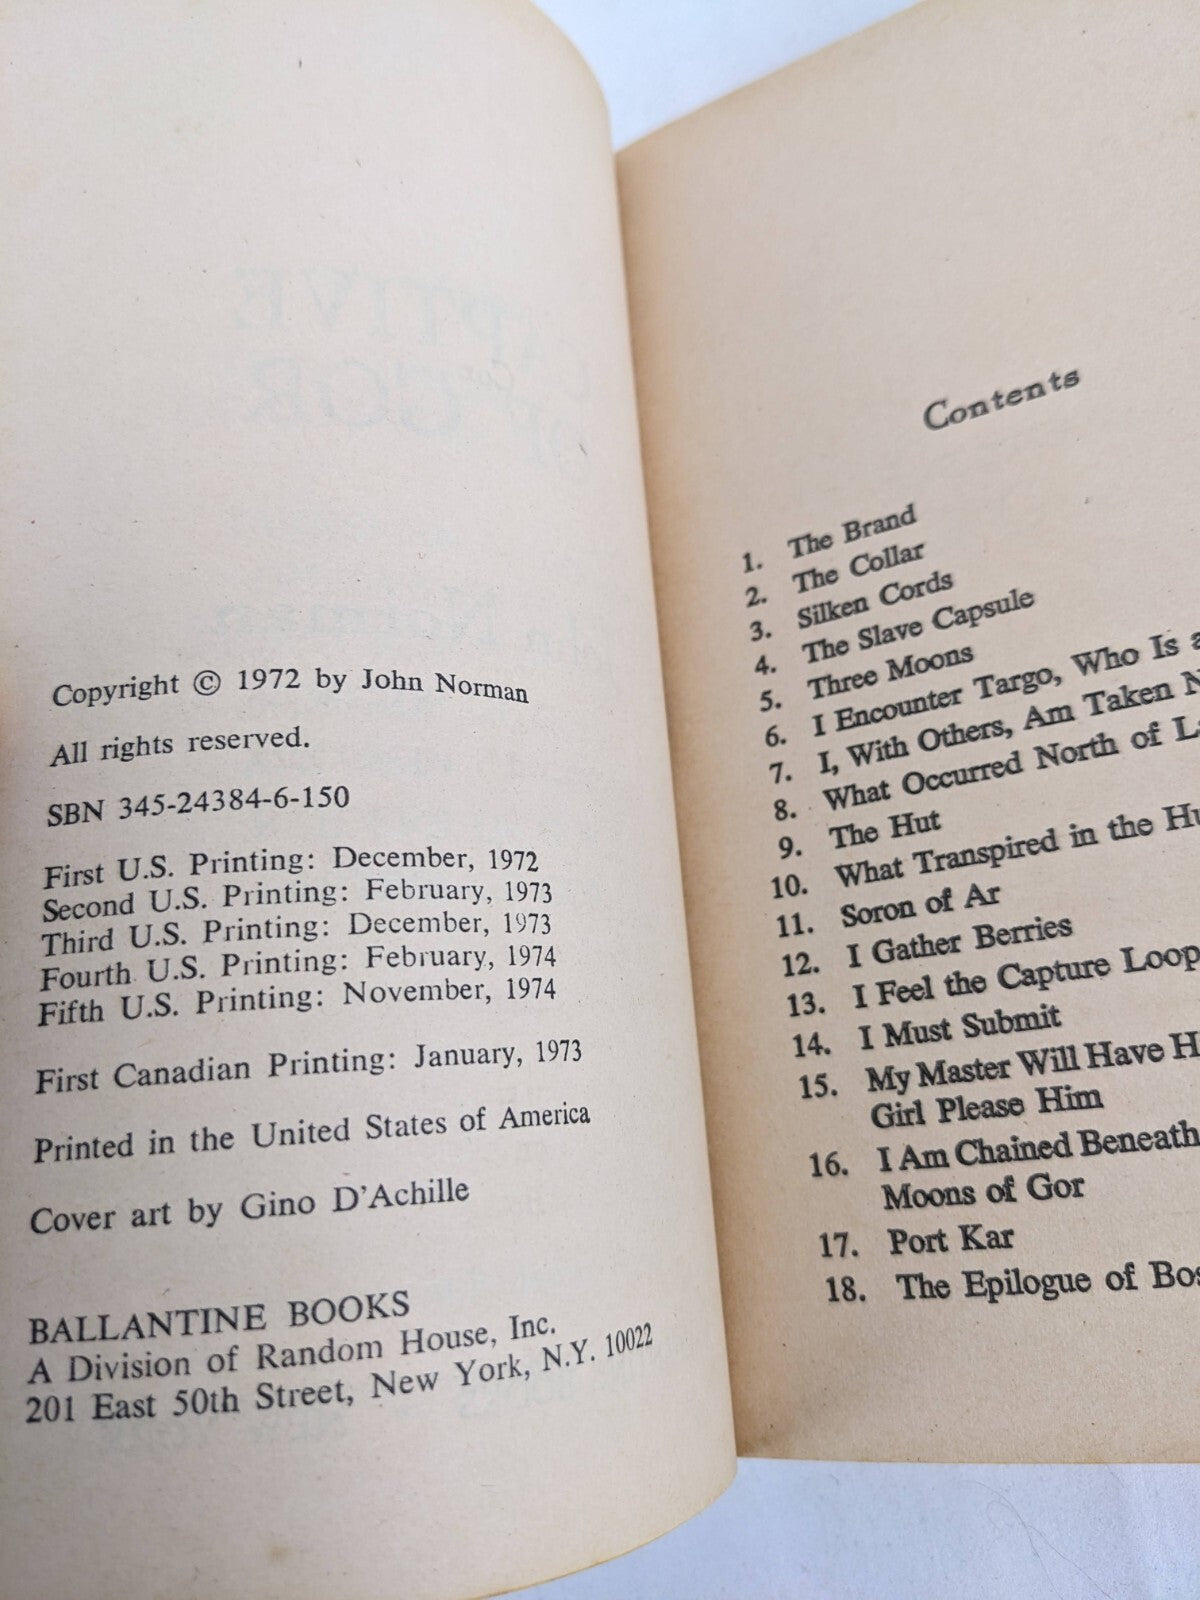 Copyright © 1972 by John Norman
All rights reserved.
SBN 345-24384-6-150
First U.S. Printing: December, 1972
Second U.S. Printing: February, 1973
Third U.S. Printing: December, 1973
Fourth U.S. Printing: February, 1974
Fifth U.S. Printing: November, 1974
First Canadian Printing: January, 1973
Printed in the United States of America
Cover art by Gino D'Achille
BALLANTINE BOOKS
A Division of Random House, Inc.
201 East 50th Street, New York, N.Y. 10022
Contents
1. The Brand
2. The Collar
3. Silken Cords
4. The Slave Capsule
5. Three Moons
6. I Encounter Targo, Who Is
7. I, With Others, Am Taken
8. What Occurred North of
9. The Hut
10. What Transpired in the
11. Soron of Ar
12. I Gather Berries
13. I Feel the Capture Loop
14. I Must Submit
15. My Master Will Have
Girl Please Him
16. I Am Chained Beneath
Moons of Gor
17. Port Kar
18. The Epilogue of